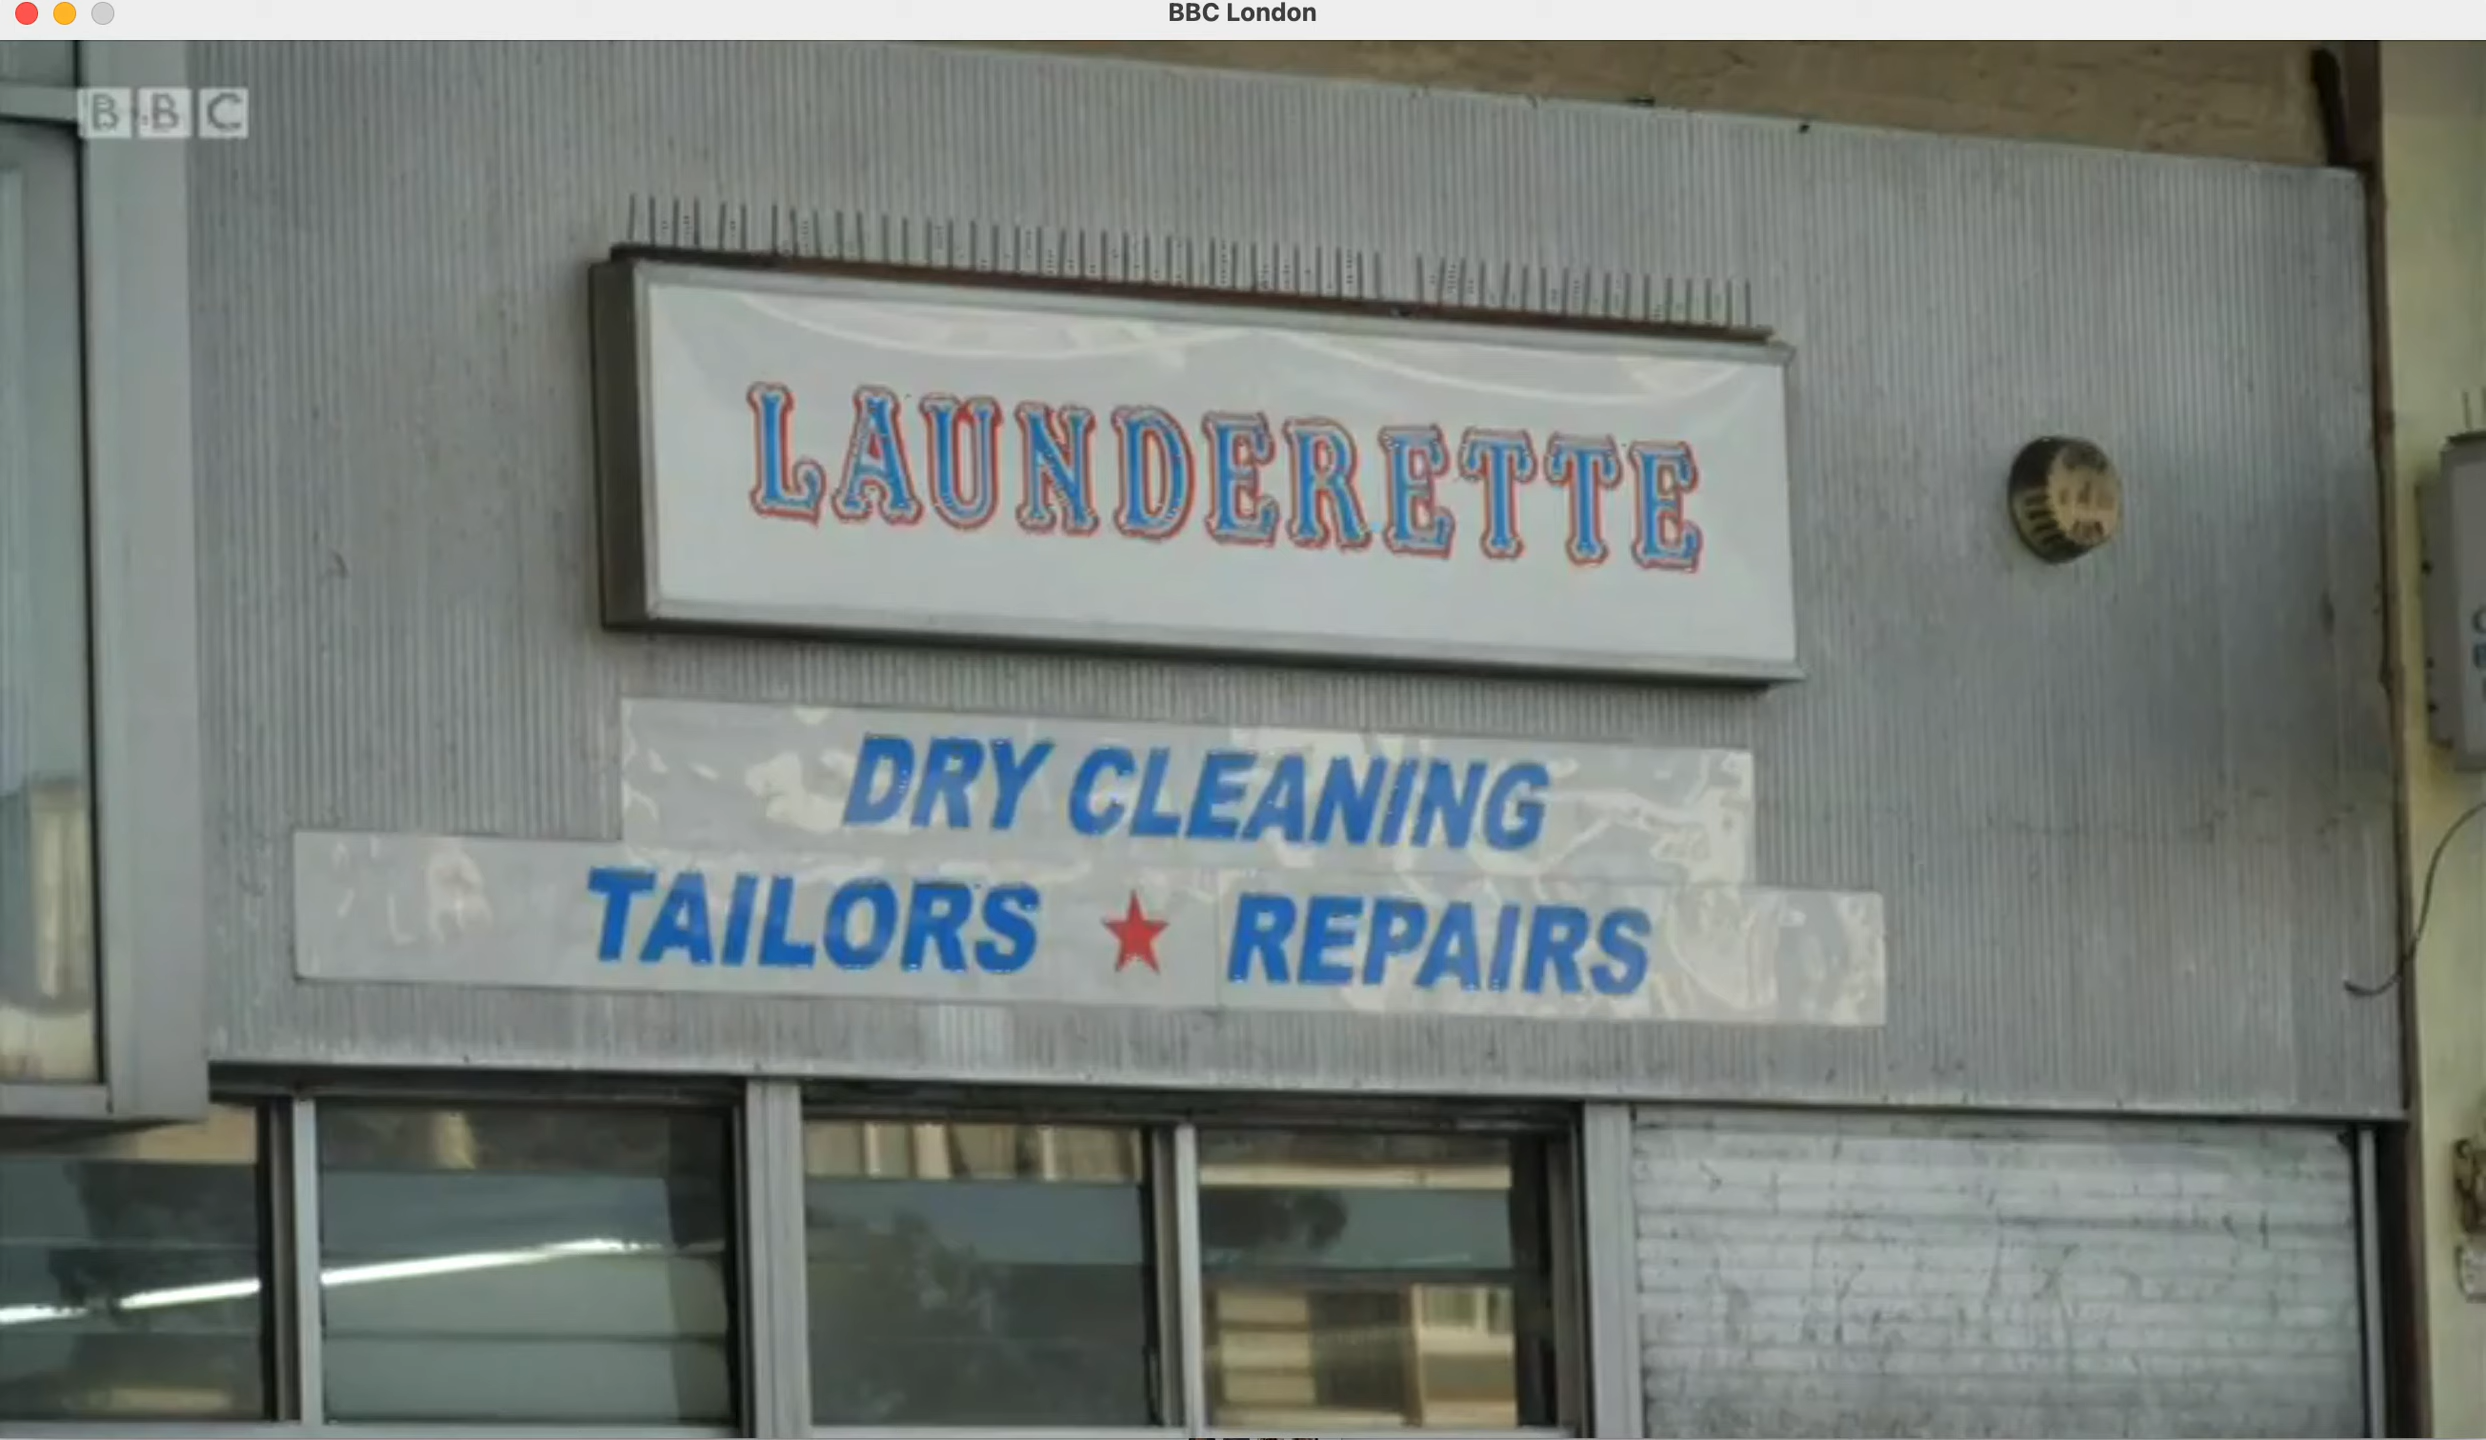 BBC London
BBC
LAUNDERETTE
DRY CLEANING
TAILORS ★ REPAIRS